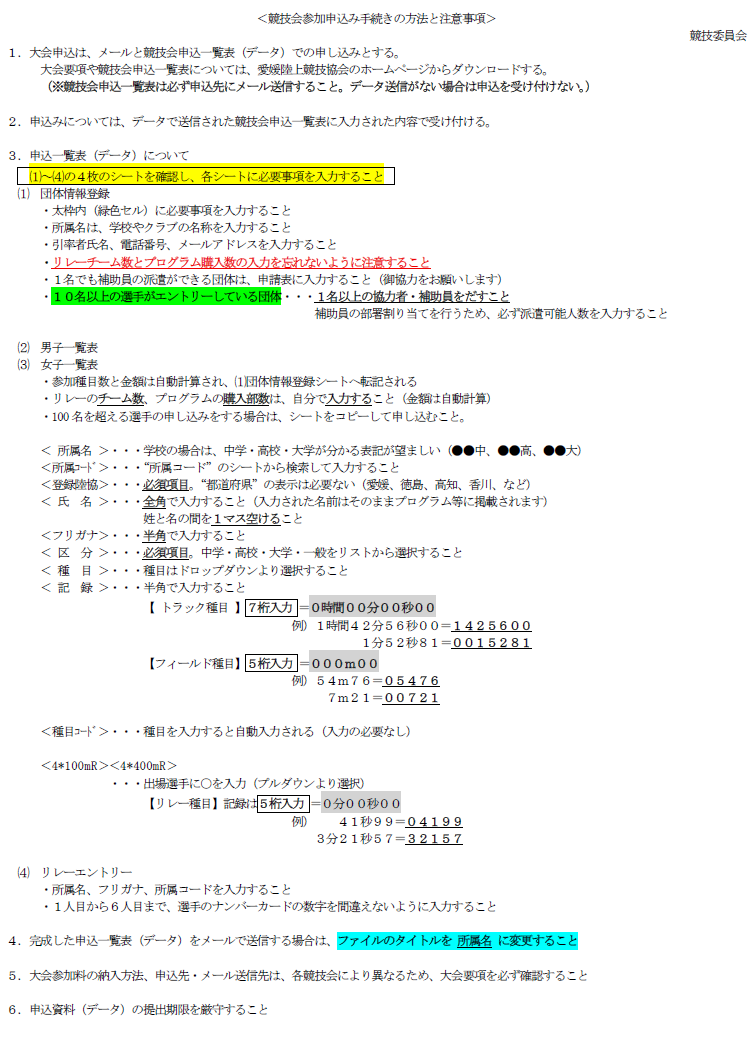 ＜競技会参加申込み手続きの方法と注意事項＞
競技委員会
１．大会申込は、メールと競技会申込一覧表（データ）での申し込みとする。
大会要項や競技会申込一覧表については、愛媛陸上競技協会のホームページからダウンロードする。
（※競技会申込一覧表は必ず申込先にメール送信すること。データ送信がない場合は申込を受け付けない。）
２．申込みについては、データで送信された競技会申込一覧表に入力された内容で受け付ける。
３．申込一覧表（データ）について
⑴～⑷の４枚のシートを確認し、各シートに必要事項を入力すること
⑴　団体情報登録
・太枠内（緑色セル）に必要事項を入力すること
・所属名は、学校やクラブの名称を入力すること
・引率者氏名、電話番号、メールアドレスを入力すること
・リレーチーム数とプログラム購入数の入力を忘れないように注意すること
・１名でも補助員の派遣ができる団体は、申請表に入力すること（御協力をお願いします）
・１０名以上の選手がエントリーしている団体・・・１名以上の協力者・補助員をだすこと
補助員の部署割り当てを行うため、必ず派遣可能人数を入力すること
⑵　男子一覧表
⑶　女子一覧表
・参加種目数と金額は自動計算され、⑴団体情報登録シートへ転記される
・リレーのチーム数、プログラムの購入部数は、自分で入力すること（金額は自動計算）
・100 名を超える選手の申し込みをする場合は、シートをコピーして申し込むこと。
＜ 所属名 ＞・・・学校の場合は、中学・高校・大学が分かる表記が望ましい（●●中、●●高、●●大）
＜所属ｺｰﾄﾞ＞・・・“所属コード”のシートから検索して入力すること
＜登録陸協＞・・・必須項目。“都道府県”の表示は必要ない（愛媛、徳島、高知、香川、など）
＜ 氏　名 ＞・・・全角で入力すること（入力された名前はそのままプログラム等に掲載されます）
姓と名の間を１マス空けること
＜フリガナ＞・・・半角で入力すること
＜ 区　分 ＞・・・必須項目。中学・高校・大学・一般をリストから選択すること
＜ 種　目 ＞・・・種目はドロップダウンより選択すること
＜ 記　録 ＞・・・半角で入力すること
【 トラック種目 】７桁入力＝０時間００分００秒００
例）１時間４２分５６秒００＝１４２５６００
１分５２秒８１＝００１５２８１
【フィールド種目】５桁入力＝０００ｍ００
例）５４ｍ７６＝０５４７６
７ｍ２１＝００７２１
＜種目ｺｰﾄﾞ＞・・・種目を入力すると自動入力される（入力の必要なし）
＜4*100mR＞＜4*400mR＞
・・・出場選手に○を入力（プルダウンより選択）
【リレー種目】記録は５桁入力＝０分００秒００
例）　４１秒９９＝０４１９９
３分２１秒５７＝３２１５７
⑷　リレーエントリー
・所属名、フリガナ、所属コードを入力すること
・１人目から６人目まで、選手のナンバーカードの数字を間違えないように入力すること
４．完成した申込一覧表（データ）をメールで送信する場合は、ファイルのタイトルを 所属名 に変更すること
５．大会参加料の納入方法、申込先・メール送信先は、各競技会により異なるため、大会要項を必ず確認すること
６．申込資料（データ）の提出期限を厳守すること